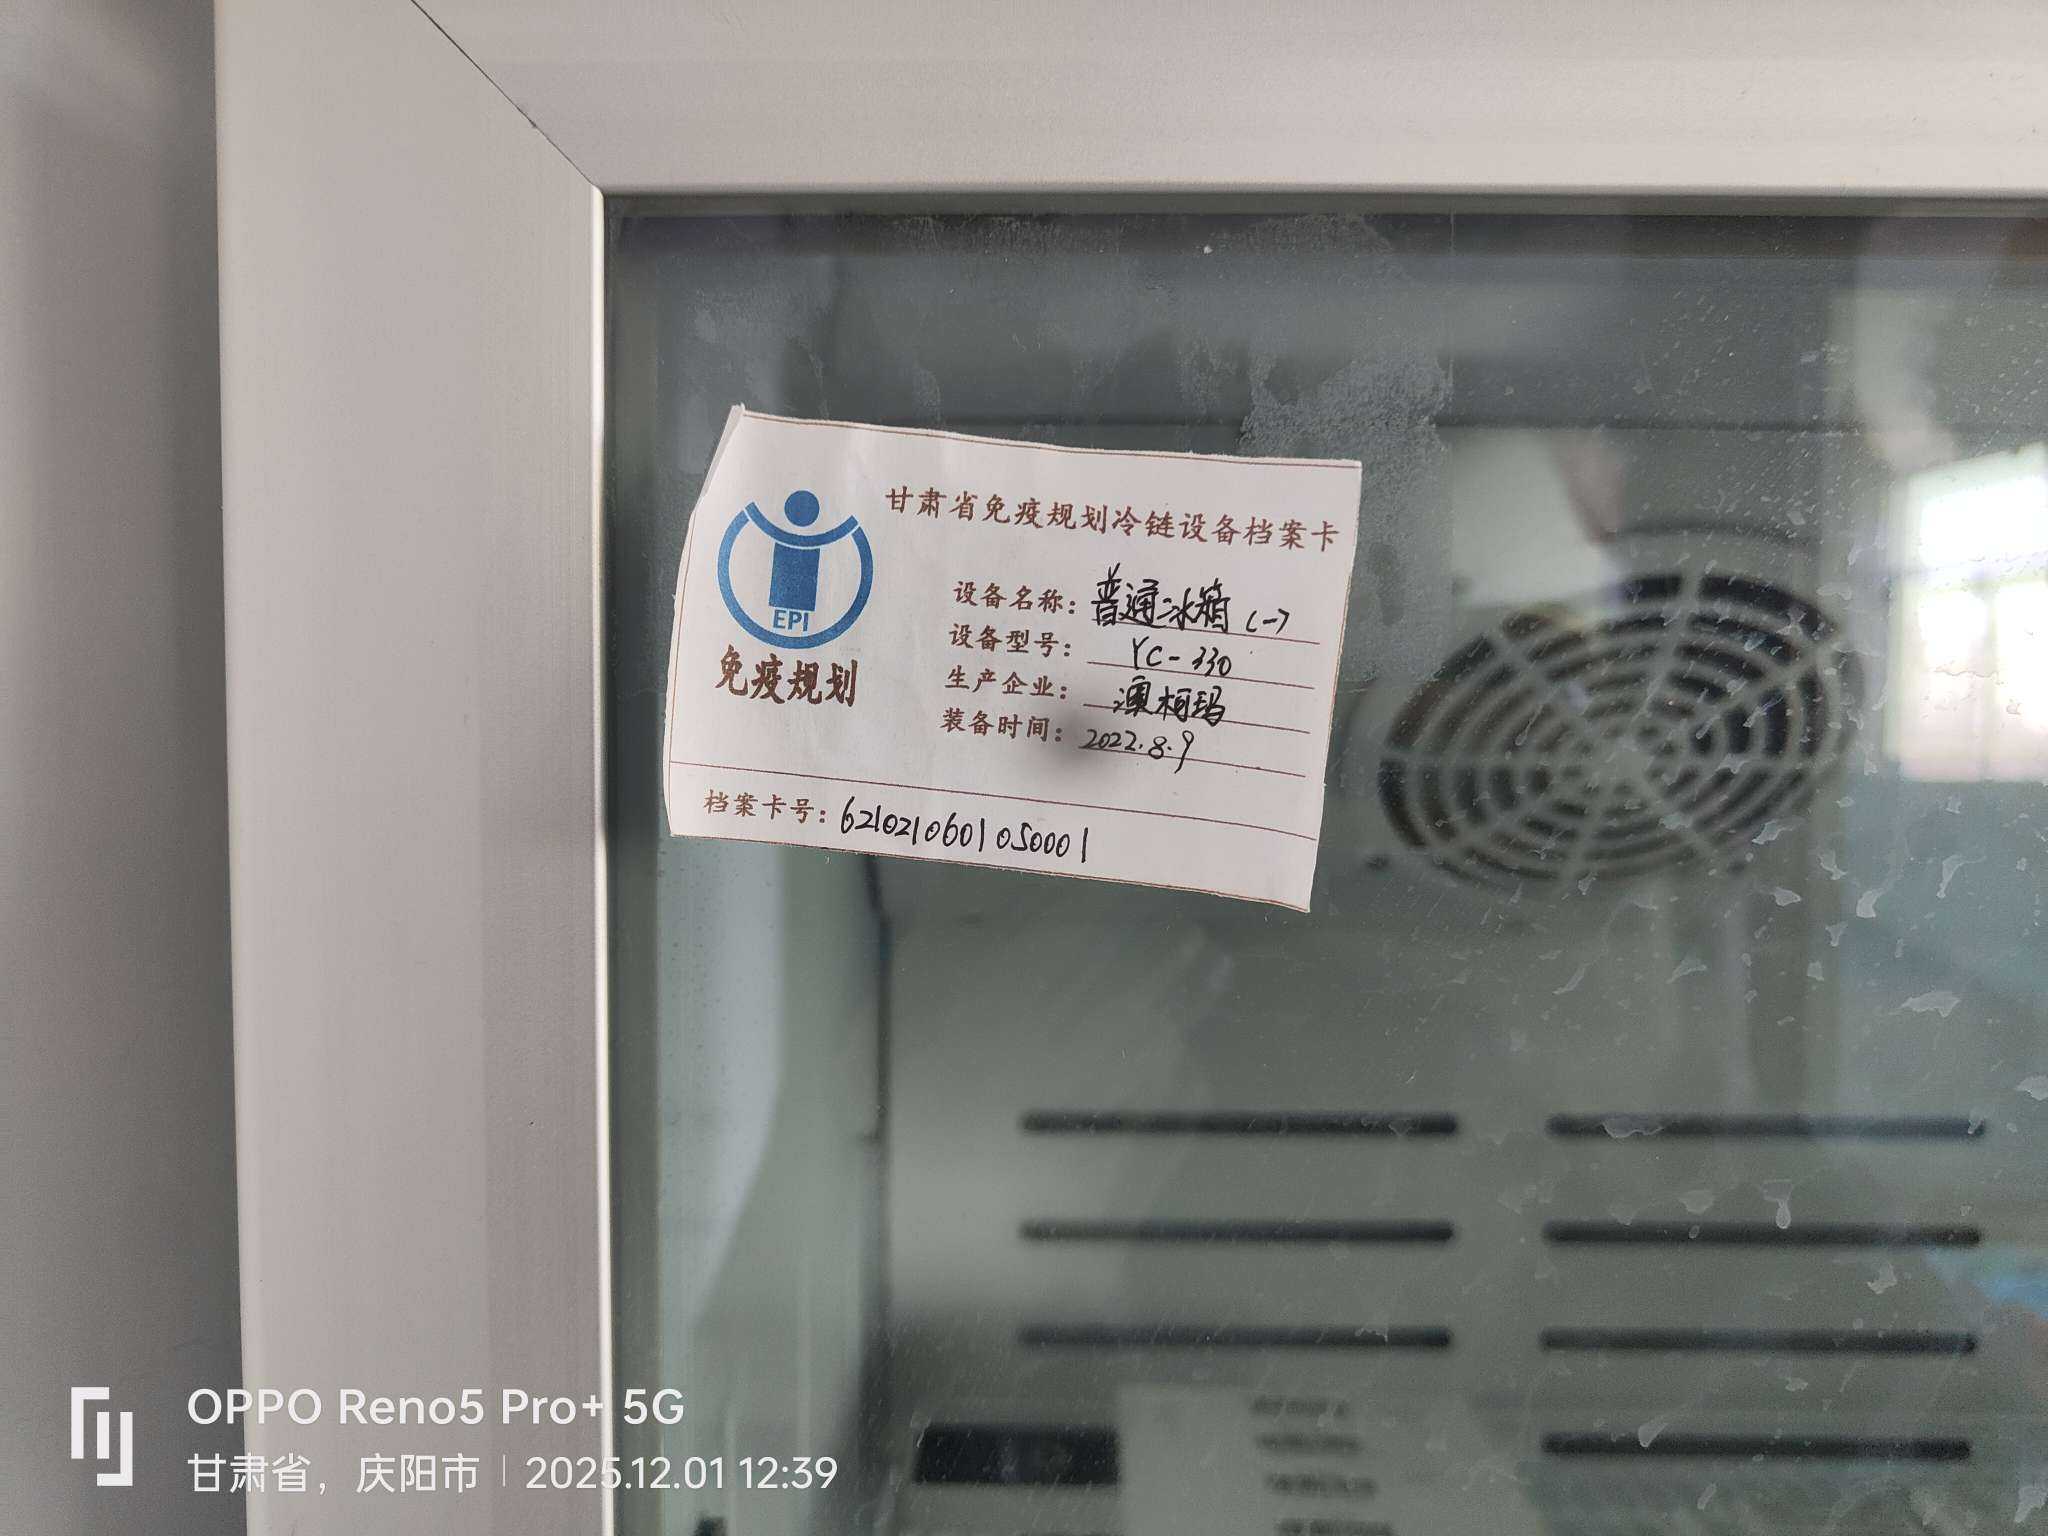 甘肃省免疫规划冷链设备档案卡
EPI
免疫规划
设备名称：普通冰箱（一）
设备型号：YC-330
生产企业：澳柯玛
装备时间：2022.8.9
档案卡号：6210210601050001
OPPO Reno5 Pro+ 5G
甘肃省，庆阳市 | 2025.12.01 12:39